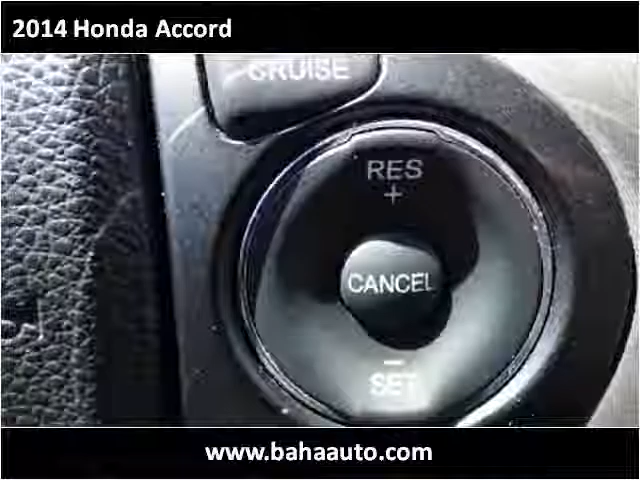 2014 Honda Accord
CRUISE
RES
+
CANCEL
−
SET
www.bahaauto.com